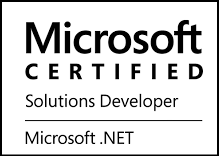 Microsoft
CERTIFIED
Solutions Developer
Microsoft .NET